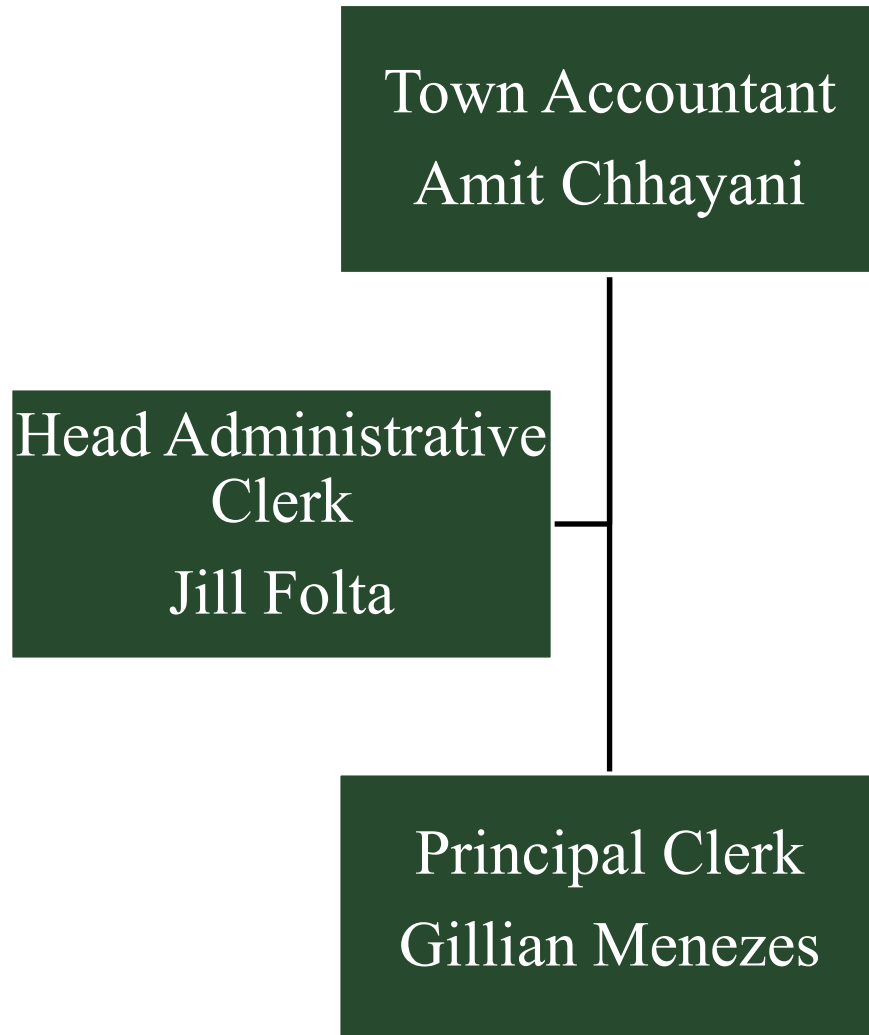 Town Accountant
Amit Chhayani
Head Administrative
Clerk
Jill Folta
Principal Clerk
Gillian Menezes